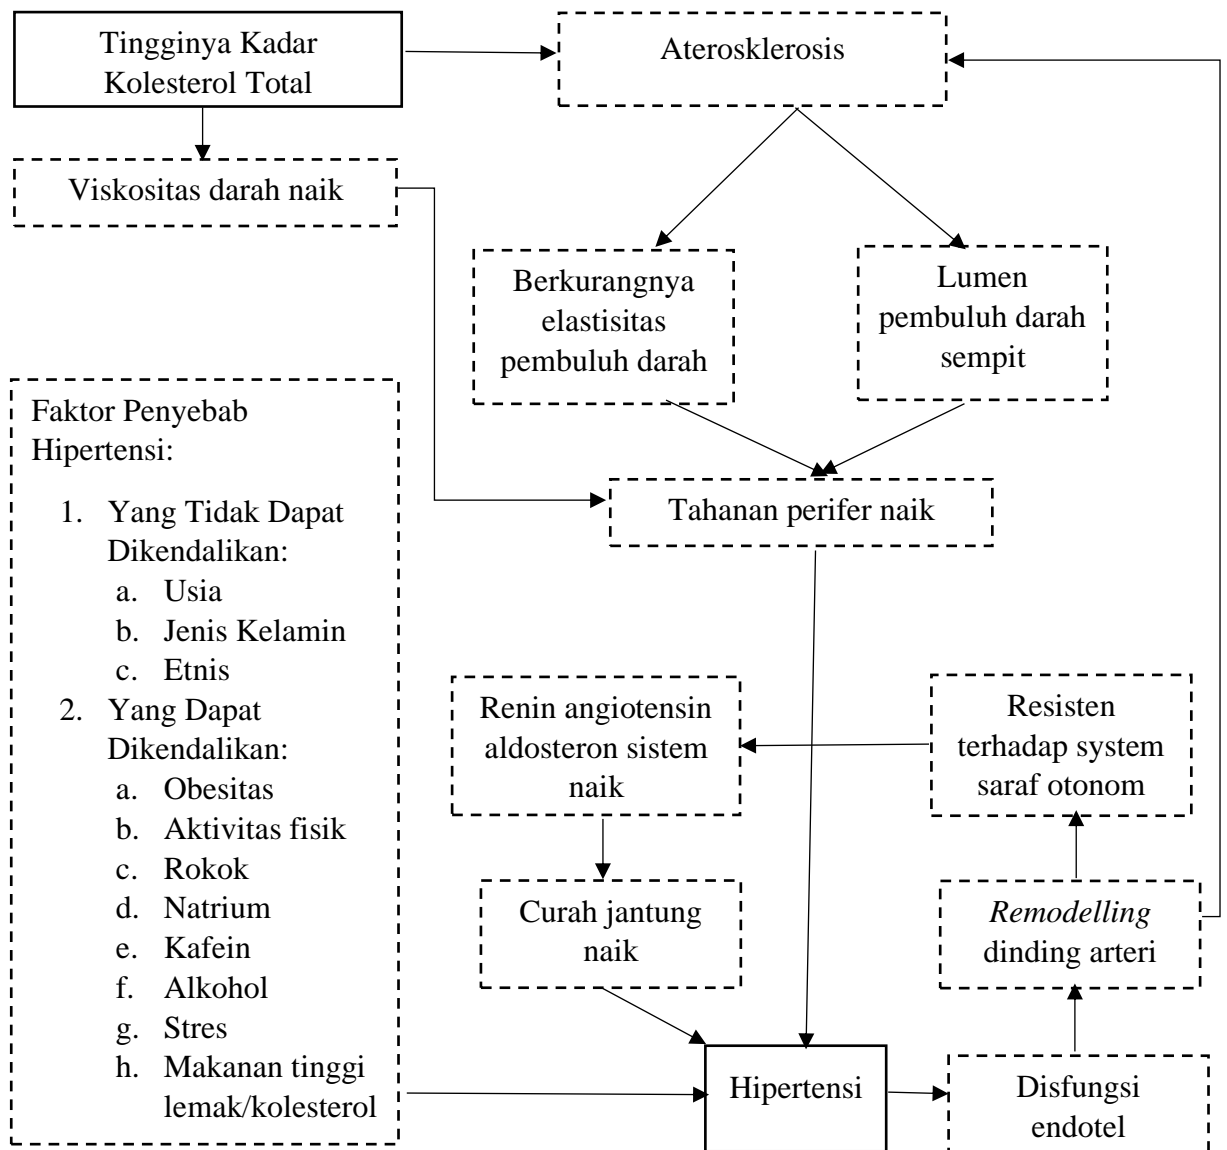 Tingginya Kadar
Kolesterol Total
Aterosklerosis
Viskositas darah naik
Berkurangnya
elastisitas
pembuluh darah
Lumen
pembuluh darah
sempit
Faktor Penyebab
Hipertensi:
1. Yang Tidak Dapat
Dikendalikan:
a. Usia
b. Jenis Kelamin
c. Etnis
2. Yang Dapat
Dikendalikan:
a. Obesitas
b. Aktivitas fisik
c. Rokok
d. Natrium
e. Kafein
f. Alkohol
g. Stres
h. Makanan tinggi
lemak/kolesterol
Tahanan perifer naik
Renin angiotensin
aldosteron sistem
naik
Resisten
terhadap system
saraf otonom
Curah jantung
naik
Remodelling
dinding arteri
Hipertensi
Disfungsi
endotel